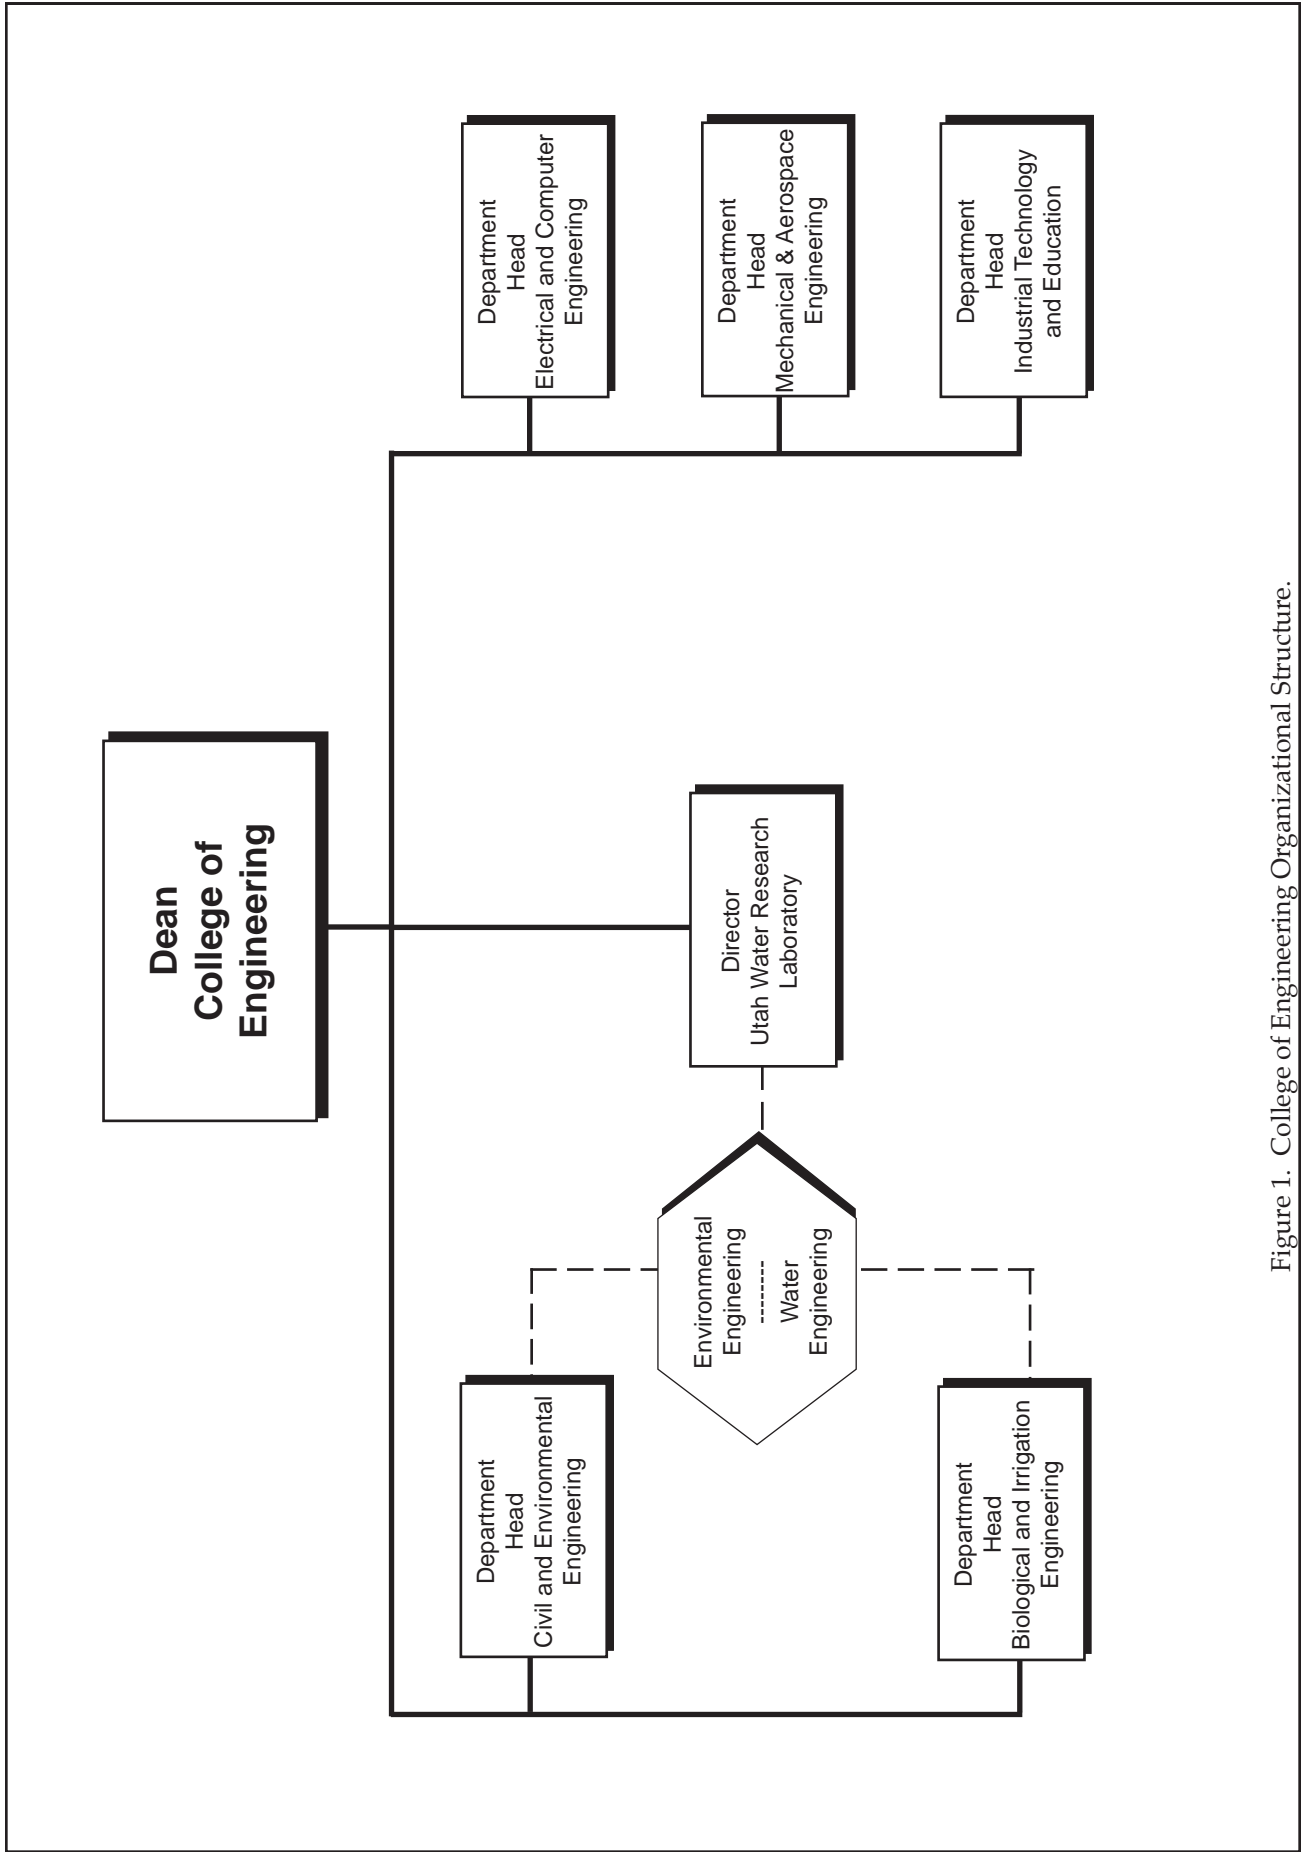 Dean
College of
Engineering
Department
Head
Civil and Environmental
Engineering
Department
Head
Biological and Irrigation
Engineering
Environmental
Engineering
---------
Water
Engineering
Director
Utah Water Research
Laboratory
Department
Head
Electrical and Computer
Engineering
Department
Head
Mechanical & Aerospace
Engineering
Department
Head
Industrial Technology
and Education
Figure 1. College of Engineering Organizational Structure.